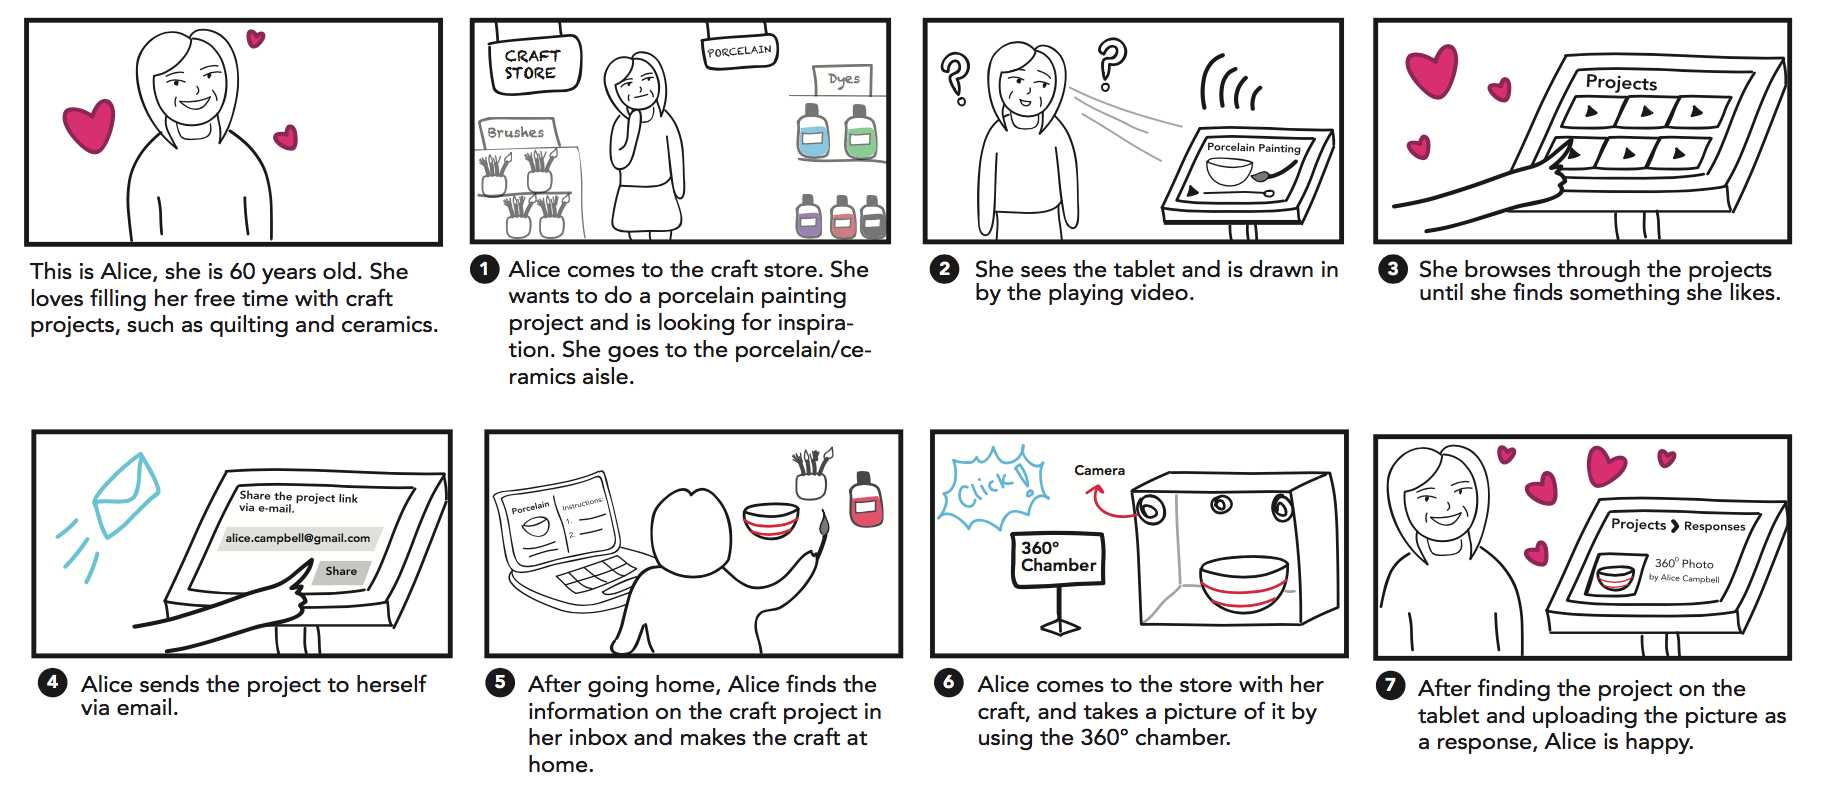 This is Alice, she is 60 years old. She
loves filling her free time with craft
projects, such as quilting and ceramics.
CRAFT
STORE
PORCELAIN
Dyes
Brushes
1 Alice comes to the craft store. She
wants to do a porcelain painting
project and is looking for inspira-
tion. She goes to the porcelain/ce-
ramics aisle.
? ?
Porcelain Painting
2 She sees the tablet and is drawn in
by the playing video.
Projects
3 She browses through the projects
until she finds something she likes.
Share the project link
via e-mail.
alice.campbell@gmail.com
Share
4 Alice sends the project to herself
via email.
Porcelain
Instructions:
1.
2.
5 After going home, Alice finds the
information on the craft project in
her inbox and makes the craft at
home.
Click!
Camera
360°
Chamber
6 Alice comes to the store with her
craft, and takes a picture of it by
using the 360° chamber.
Projects ❯ Responses
360° Photo
by Alice Campbell
7 After finding the project on the
tablet and uploading the picture as
a response, Alice is happy.